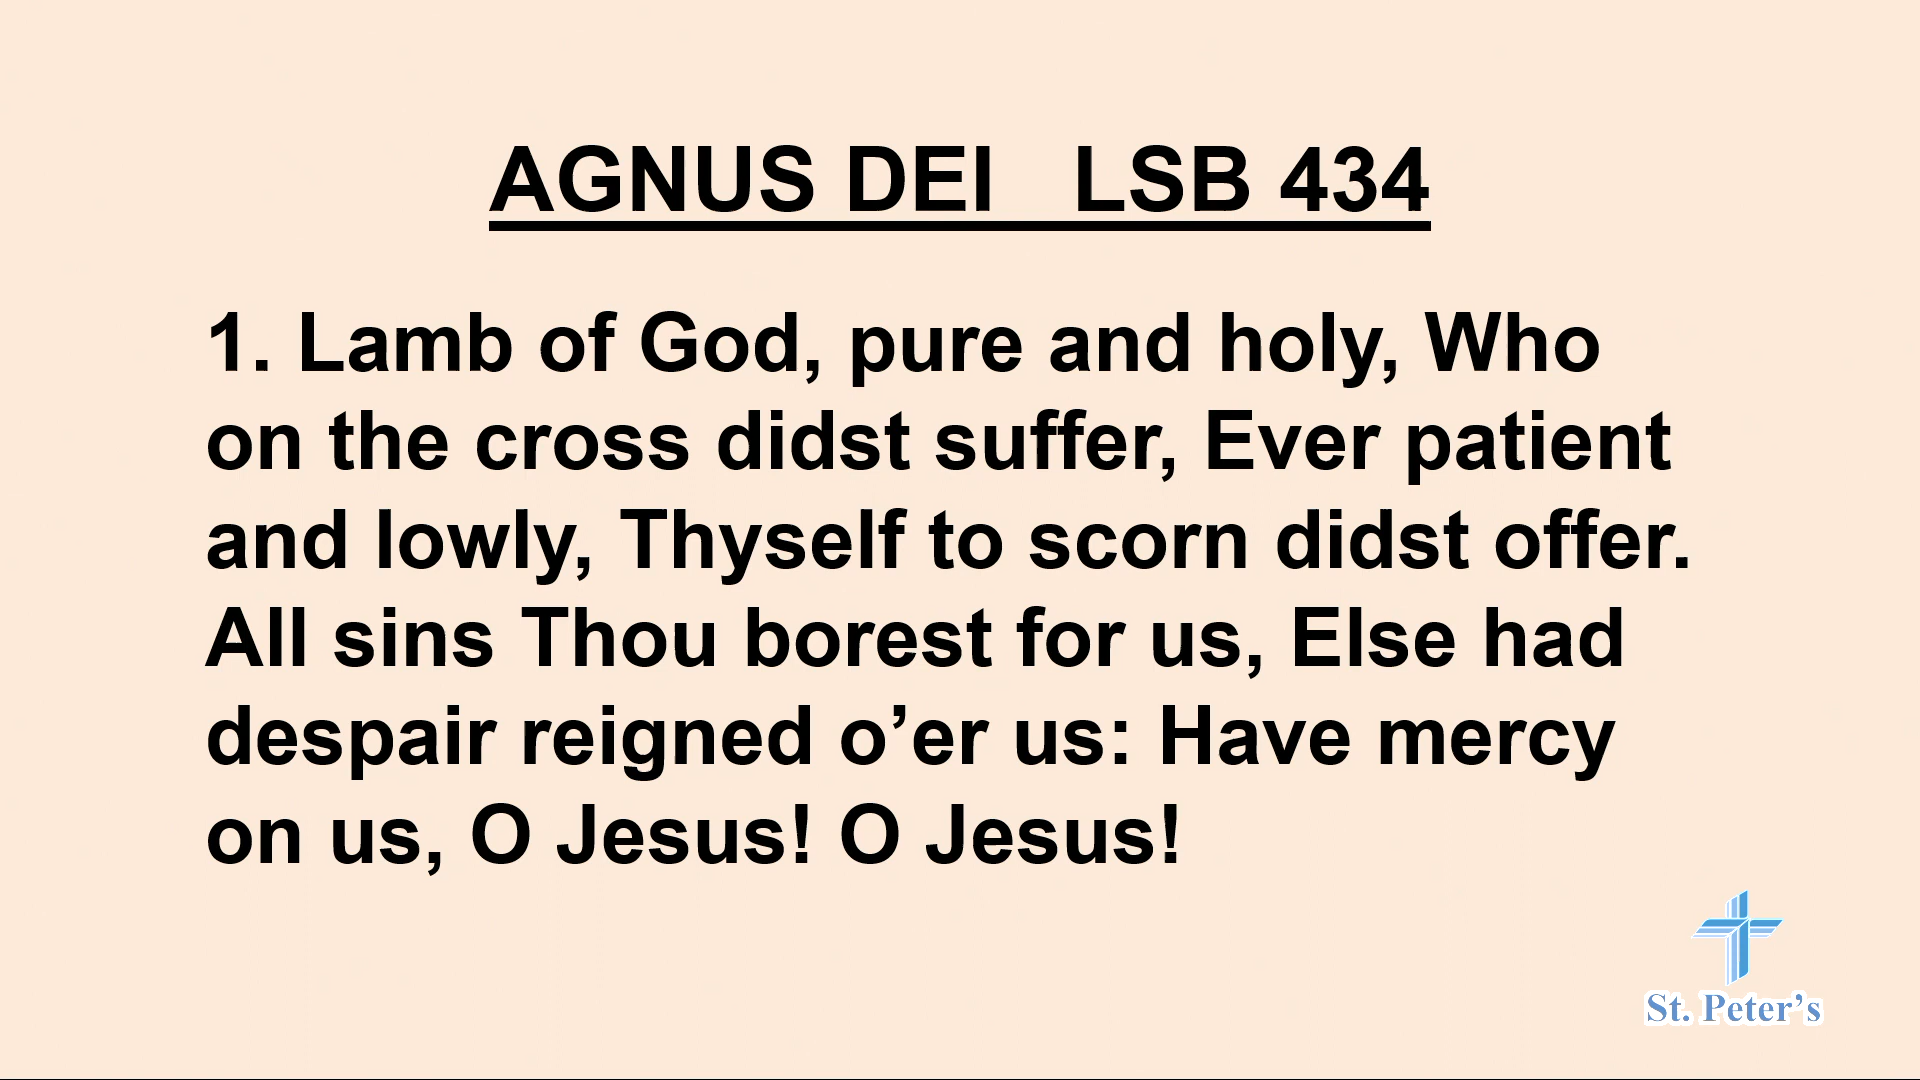 AGNUS DEI   LSB 434
1. Lamb of God, pure and holy, Who
on the cross didst suffer, Ever patient
and lowly, Thyself to scorn didst offer.
All sins Thou borest for us, Else had
despair reigned o’er us: Have mercy
on us, O Jesus! O Jesus!
St. Peter’s